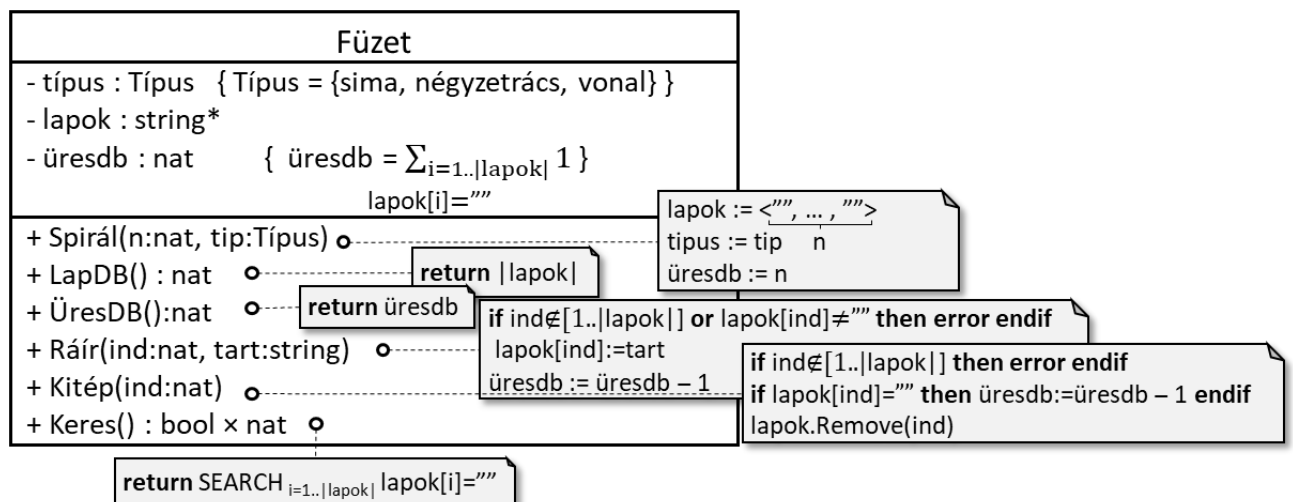 Füzet
- típus : Típus { Típus = {sima, négyzetrács, vonal} }
- lapok : string*
- üresdb : nat { üresdb = ∑i=1..|lapok| 1 }
lapok[i]=””
+ Spirál(n:nat, tip:Típus)
lapok := <””, ... , ””>
tipus := tip n
üresdb := n
+ LapDB() : nat
return |lapok|
+ ÜresDB():nat
return üresdb
+ Ráír(ind:nat, tart:string)
if ind∉[1..|lapok|] or lapok[ind]≠”” then error endif
lapok[ind]:=tart
üresdb := üresdb – 1
+ Kitép(ind:nat)
if ind∉[1..|lapok|] then error endif
if lapok[ind]=”” then üresdb:=üresdb – 1 endif
lapok.Remove(ind)
+ Keres() : bool × nat
return SEARCH i=1..|lapok| lapok[i]=””